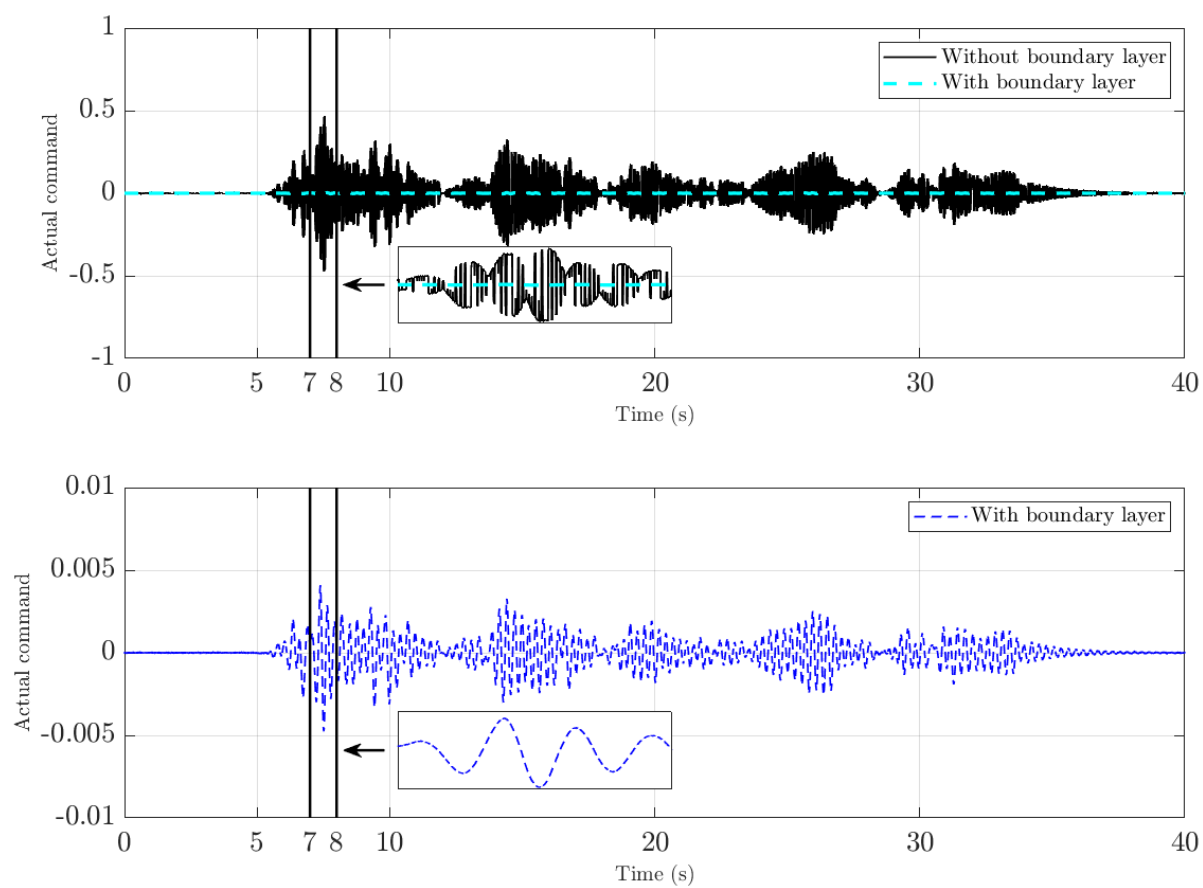 1
0.5
0
-0.5
-1
Actual command
Without boundary layer
With boundary layer
0 5 7 8 10 20 30 40
Time (s)
0.01
0.005
0
-0.005
-0.01
Actual command
With boundary layer
0 5 7 8 10 20 30 40
Time (s)